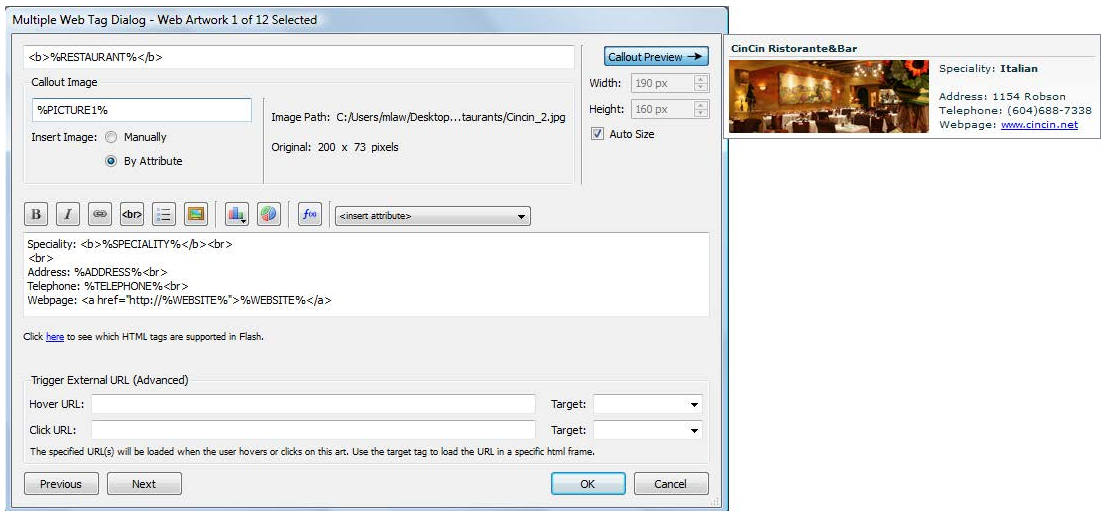 Multiple Web Tag Dialog - Web Artwork 1 of 12 Selected
<b>%RESTAURANT%</b>
Callout Preview
Callout Image
%PICTURE1%
Insert Image: Manually
By Attribute
Image Path: C:/Users/mlaw/Desktop...taurants/Cincin_2.jpg
Original: 200 x 73 pixels
Width: 190 px
Height: 160 px
Auto Size
CinCin Ristorante&Bar
Speciality: Italian
Address: 1154 Robson
Telephone: (604)688-7338
Webpage: www.cincin.net
B I <br> f(x) <insert attribute>
Speciality: <b>%SPECIALITY%</b><br>
<br>
Address: %ADDRESS%<br>
Telephone: %TELEPHONE%<br>
Webpage: <a href="http://%WEBSITE%">%WEBSITE%</a>
Click here to see which HTML tags are supported in Flash.
Trigger External URL (Advanced)
Hover URL: Target:
Click URL: Target:
The specified URL(s) will be loaded when the user hovers or clicks on this art. Use the target tag to load the URL in a specific html frame.
Previous Next OK Cancel